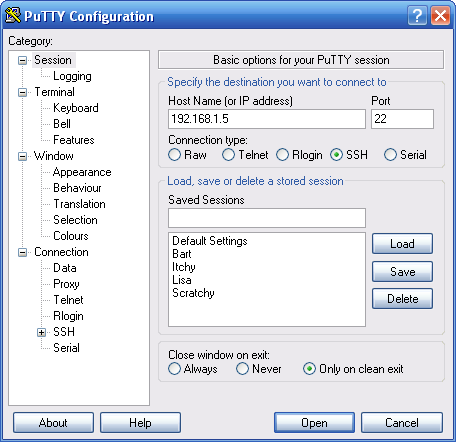 PuTTY Configuration
Category:
Session
Logging
Terminal
Keyboard
Bell
Features
Window
Appearance
Behaviour
Translation
Selection
Colours
Connection
Data
Proxy
Telnet
Rlogin
SSH
Serial
Basic options for your PuTTY session
Specify the destination you want to connect to
Host Name (or IP address) Port
192.168.1.5 22
Connection type:
Raw Telnet Rlogin SSH Serial
Load, save or delete a stored session
Saved Sessions
Default Settings
Bart
Itchy
Lisa
Scratchy
Load
Save
Delete
Close window on exit:
Always Never Only on clean exit
About Help Open Cancel